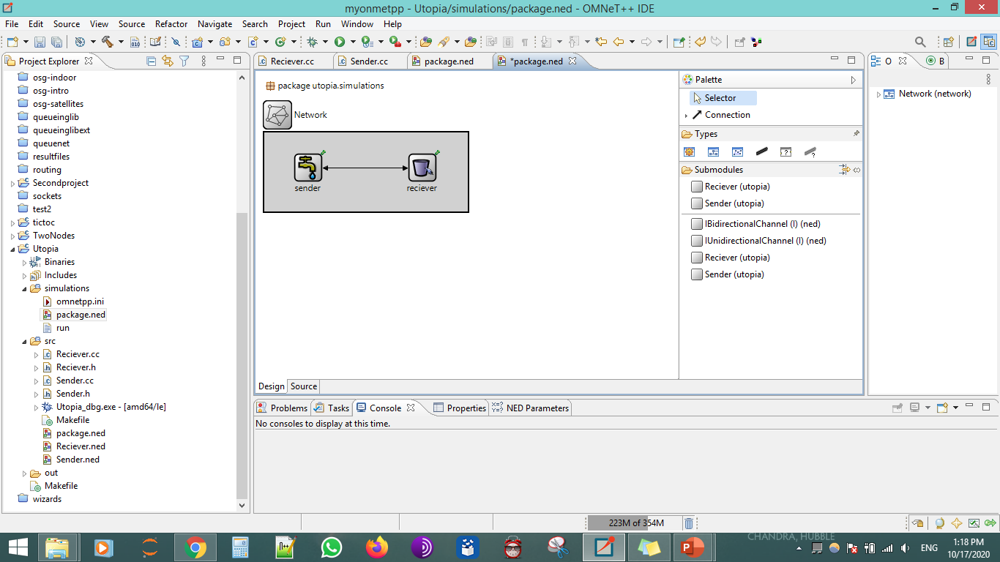 myonmetpp - Utopia/simulations/package.ned - OMNeT++ IDE
File Edit Source View Source Refactor Navigate Search Project Run Window Help
Project Explorer
osg-indoor
osg-intro
osg-satellites
queueinglib
queueinglibext
queuenet
resultfiles
routing
Secondproject
sockets
test2
tictoc
TwoNodes
Utopia
Binaries
Includes
simulations
omnetpp.ini
package.ned
run
src
Reciever.cc
Reciever.h
Sender.cc
Sender.h
Utopia_dbg.exe - [amd64/le]
Makefile
package.ned
Reciever.ned
Sender.ned
out
Makefile
wizards
Reciever.cc Sender.cc package.ned *package.ned
package utopia.simulations
Network
sender reciever
Design Source
Palette
Selector
Connection
Types
Submodules
Reciever (utopia)
Sender (utopia)
IBidirectionalChannel (I) (ned)
IUnidirectionalChannel (I) (ned)
Reciever (utopia)
Sender (utopia)
O B
Network (network)
Problems Tasks Console Properties NED Parameters
No consoles to display at this time.
223M of 354M
CHANDRA, HUBBLE
ENG
1:18 PM
10/17/2020